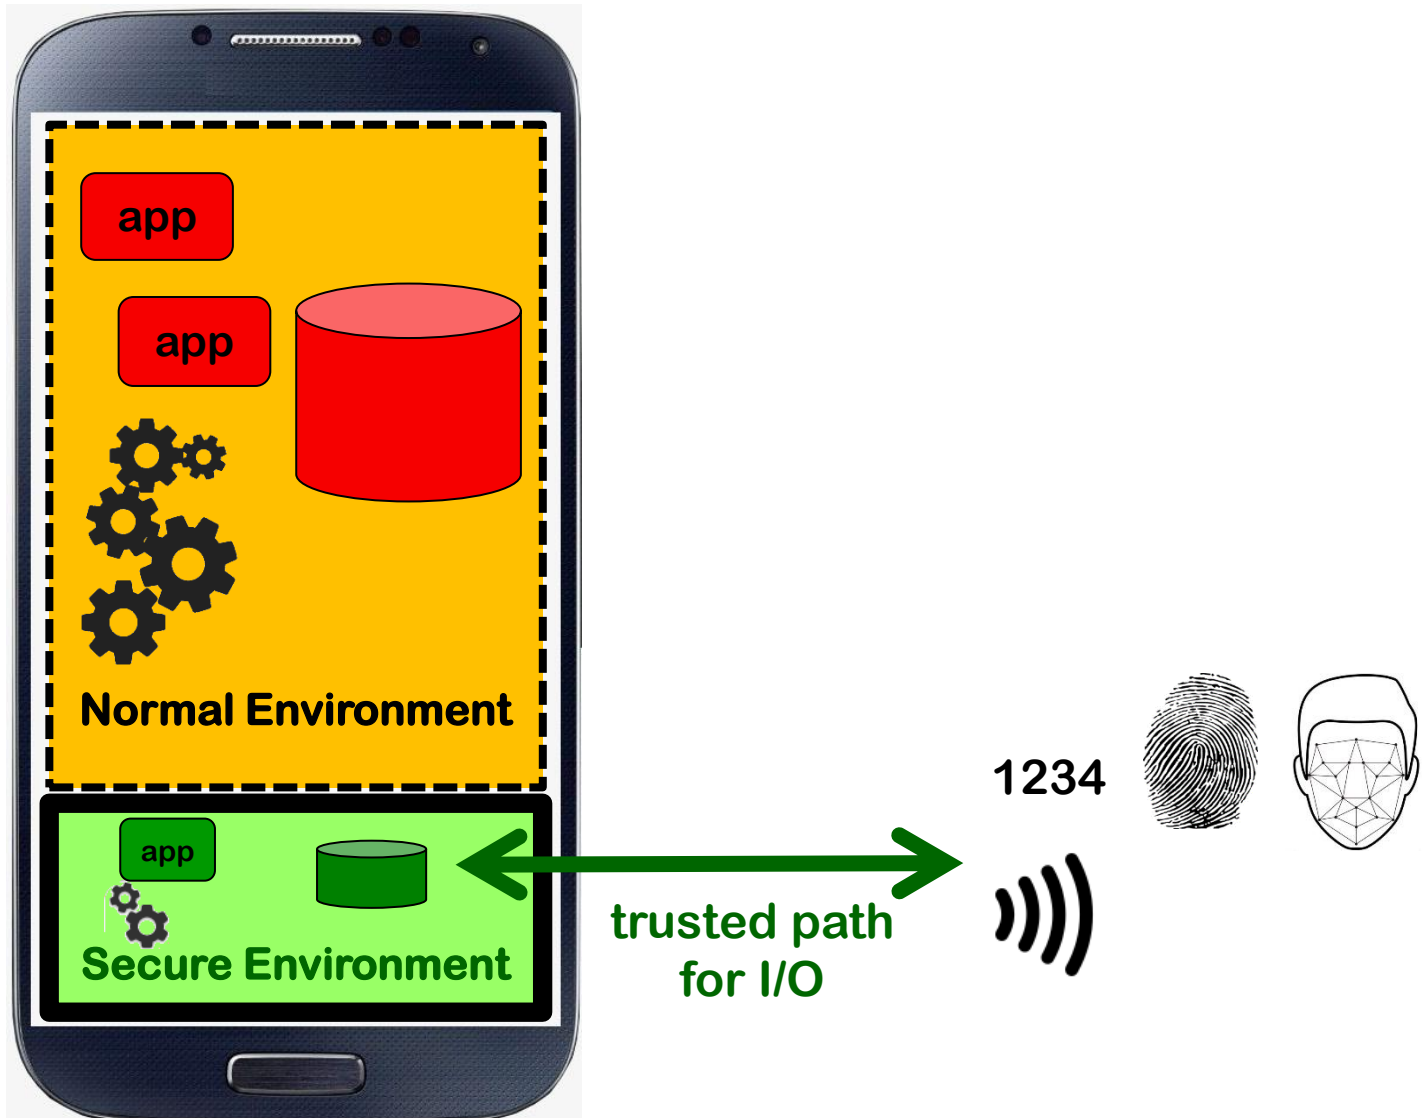 app
app
Normal Environment
app
Secure Environment
trusted path
for I/O
1234